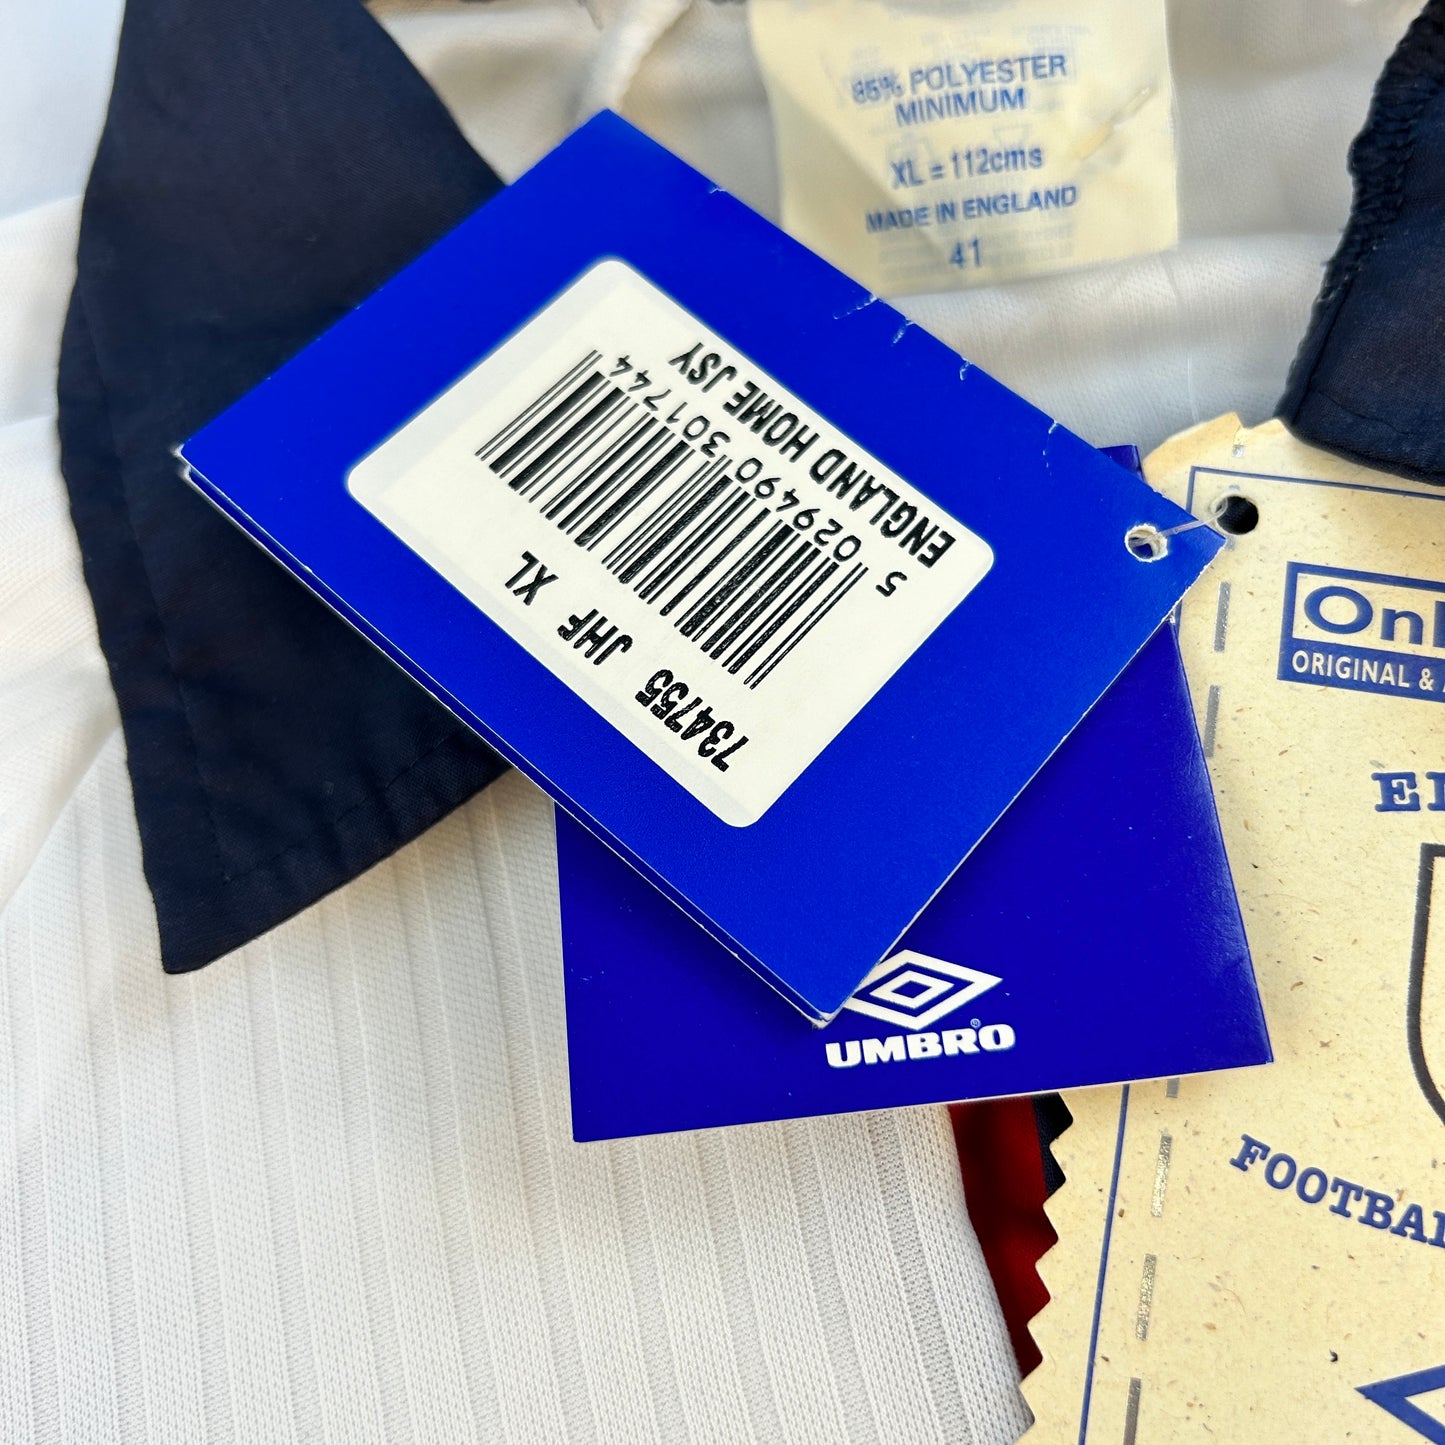 85% POLYESTER
MINIMUM
XL = 112cms
MADE IN ENGLAND
41
734755 JHF XL
5 029490 301744
ENGLAND HOME JSY
UMBRO®
ORIGINAL &